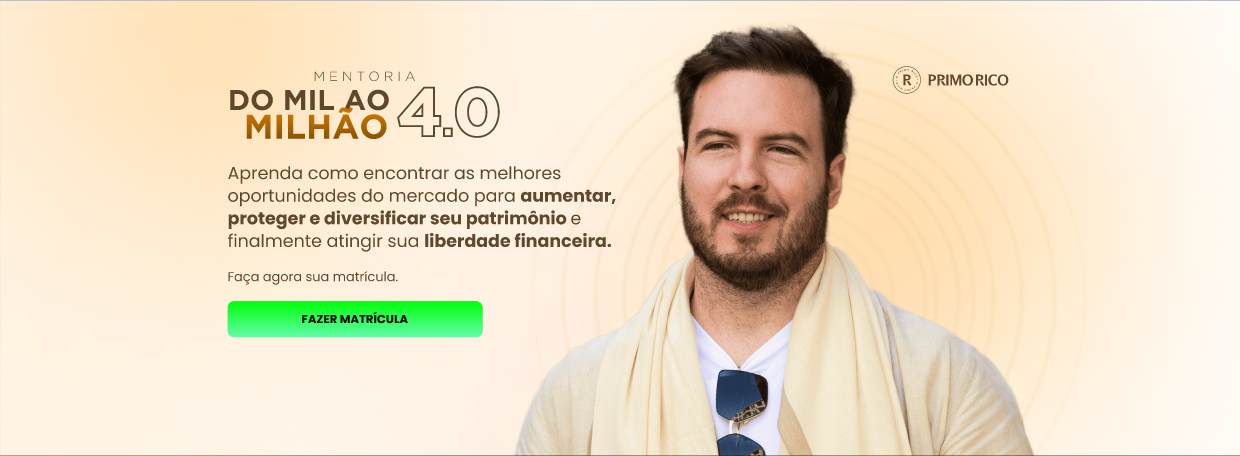 MENTORIA
DO MIL AO
MILHÃO
4.0
Aprenda como encontrar as melhores
oportunidades do mercado para aumentar,
proteger e diversificar seu patrimônio e
finalmente atingir sua liberdade financeira.
Faça agora sua matrícula.
FAZER MATRÍCULA
R
PRIMO RICO